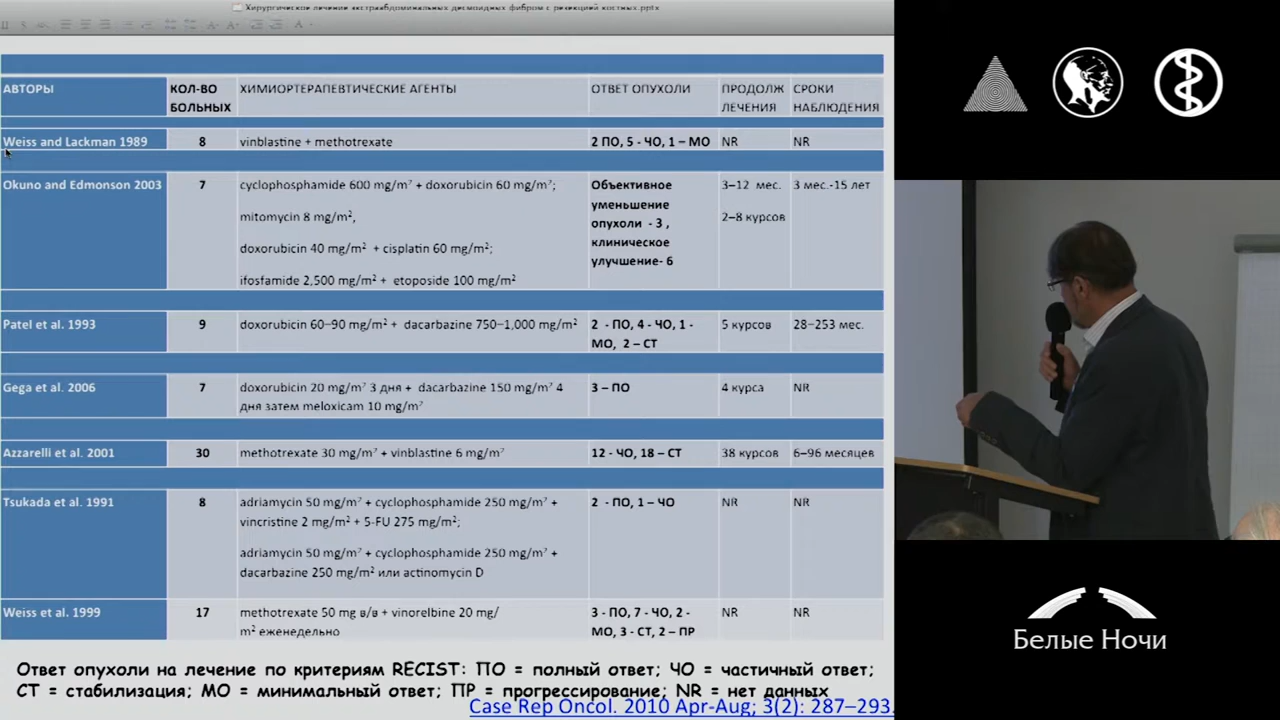 Хирургическое лечение экстраабдоминальных десмоидных фибром с резекцией костных.pptx
АВТОРЫ
КОЛ-ВО БОЛЬНЫХ
ХИМИОРТЕРАПЕВТИЧЕСКИЕ АГЕНТЫ
ОТВЕТ ОПУХОЛИ
ПРОДОЛЖ ЛЕЧЕНИЯ
СРОКИ НАБЛЮДЕНИЯ
Weiss and Lackman 1989
8
vinblastine + methotrexate
2 ПО, 5 - ЧО, 1 – МО
NR
NR
Okuno and Edmonson 2003
7
cyclophosphamide 600 mg/m² + doxorubicin 60 mg/m²;
mitomycin 8 mg/m²,
doxorubicin 40 mg/m² + cisplatin 60 mg/m²;
ifosfamide 2,500 mg/m² + etoposide 100 mg/m²
Объективное
уменьшение
опухоли - 3 ,
клиническое
улучшение- 6
3–12 мес.
2–8 курсов
3 мес.-15 лет
Patel et al. 1993
9
doxorubicin 60–90 mg/m² + dacarbazine 750–1,000 mg/m²
2 - ПО, 4 - ЧО, 1 -
МО, 2 – СТ
5 курсов
28–253 мес.
Gega et al. 2006
7
doxorubicin 20 mg/m² 3 дня + dacarbazine 150 mg/m² 4
дня затем meloxicam 10 mg/m²
3 – ПО
4 курса
NR
Azzarelli et al. 2001
30
methotrexate 30 mg/m² + vinblastine 6 mg/m²
12 - ЧО, 18 – СТ
38 курсов
6–96 месяцев
Tsukada et al. 1991
8
adriamycin 50 mg/m² + cyclophosphamide 250 mg/m² +
vincristine 2 mg/m² + 5-FU 275 mg/m²;
adriamycin 50 mg/m² + cyclophosphamide 250 mg/m² +
dacarbazine 250 mg/m² или actinomycin D
2 - ПО, 1 – ЧО
NR
NR
Weiss et al. 1999
17
methotrexate 50 mg в/в + vinorelbine 20 mg/
m² еженедельно
3 - ПО, 7 - ЧО, 2 -
МО, 3 - СТ, 2 – ПР
NR
NR
Ответ опухоли на лечение по критериям RECIST: ПО = полный ответ; ЧО = частичный ответ;
СТ = стабилизация; МО = минимальный ответ; ПР = прогрессирование; NR = нет данных
Case Rep Oncol. 2010 Apr-Aug; 3(2): 287–293.
Белые Ночи